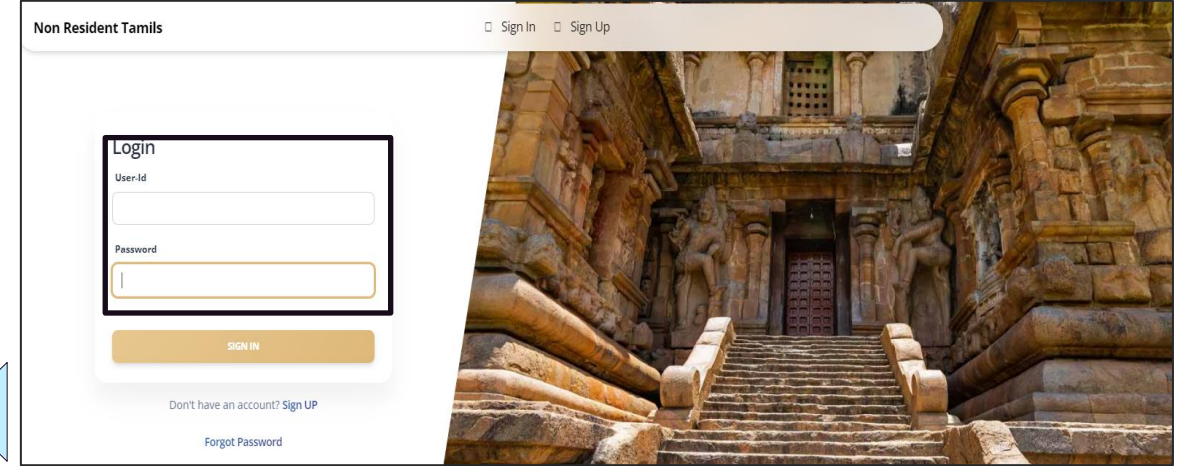 Non Resident Tamils
Sign In Sign Up
Login
User-Id
Password
SIGN IN
Don't have an account? Sign UP
Forgot Password